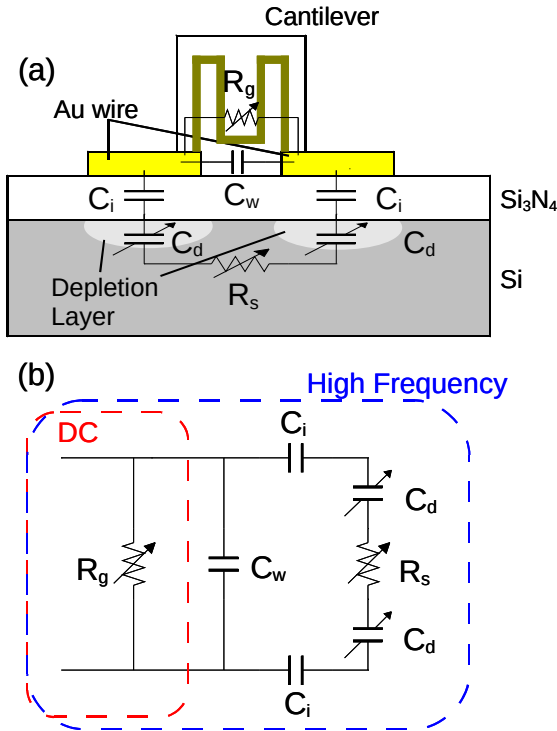 Cantilever
(a)
Rg
Au wire
Ci
Cw
Ci
Si3N4
Cd
Cd
Depletion
Layer
Rs
Si
(b)
High Frequency
DC
Ci
Cd
Rg
Cw
Rs
Cd
Ci